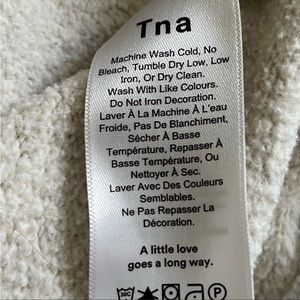 Tna
Machine Wash Cold, No
Bleach, Tumble Dry Low, Low
Iron, Or Dry Clean.
Wash With Like Colours.
Do Not Iron Decoration.
Laver À La Machine À L'eau
Froide, Pas De Blanchiment,
Sécher À Basse
Température, Repasser À
Basse Température, Ou
Nettoyer À Sec.
Laver Avec Des Couleurs
Semblables.
Ne Pas Repasser La
Décoration.
A little love
goes a long way.
30C
P